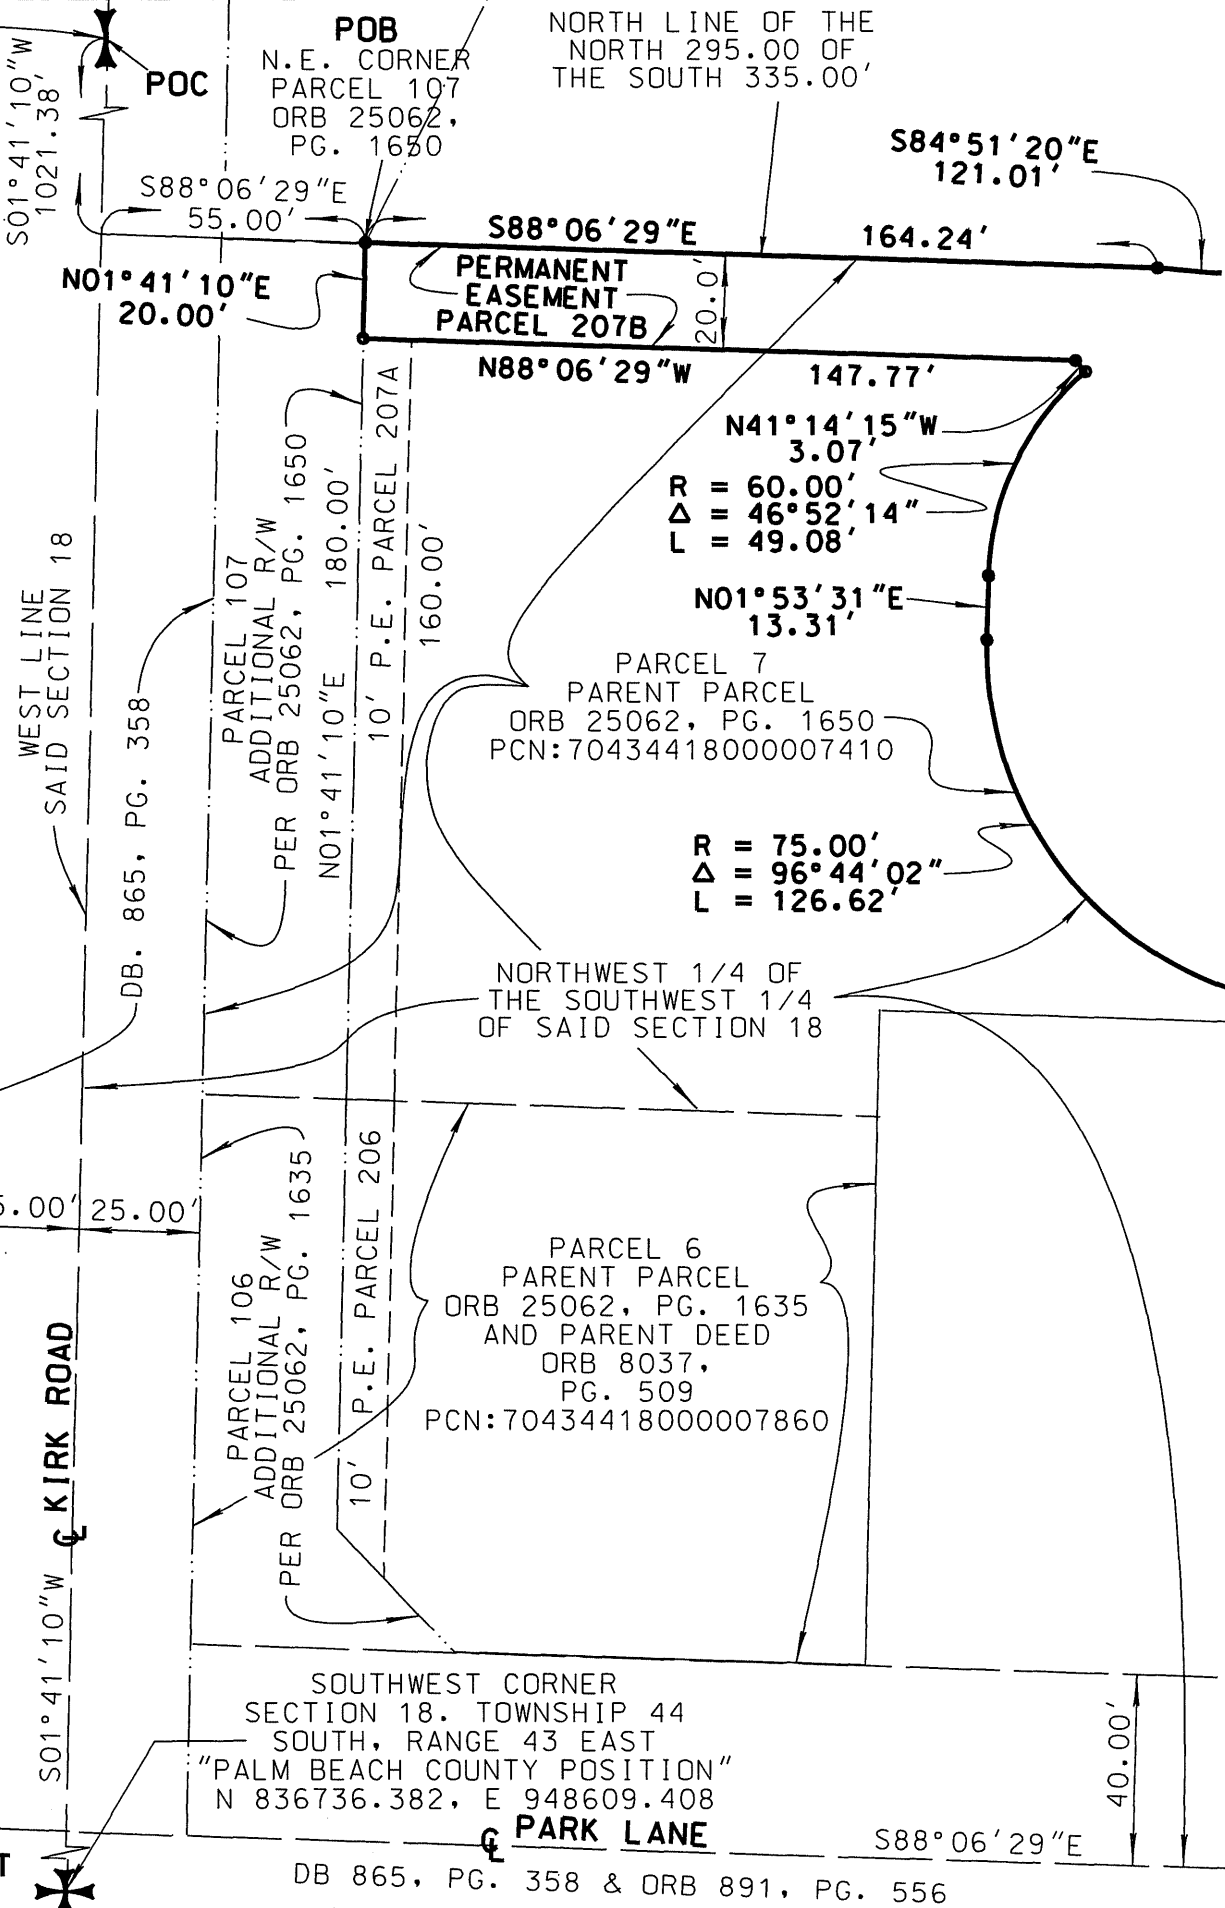 NORTH LINE OF THE
NORTH 295.00 OF
THE SOUTH 335.00'
POB
N.E. CORNER
PARCEL 107
ORB 25062,
PG. 1650
POC
S01°41'10"W
1021.38'
S84°51'20"E
121.01'
S88°06'29"E
55.00'
S88°06'29"E
164.24'
N01°41'10"E
20.00'
PERMANENT
EASEMENT
PARCEL 207B
20.0'
N88°06'29"W
147.77'
N41°14'15"W
3.07'
R = 60.00'
Δ = 46°52'14"
L = 49.08'
N01°53'31"E
13.31'
WEST LINE
SAID SECTION 18
DB. 865, PG. 358
PARCEL 107
ADDITIONAL R/W
PER ORB 25062, PG. 1650
N01°41'10"E 180.00'
10' P.E. PARCEL 207A
160.00'
PARCEL 7
PARENT PARCEL
ORB 25062, PG. 1650
PCN:70434418000007410
R = 75.00'
Δ = 96°44'02"
L = 126.62'
NORTHWEST 1/4 OF
THE SOUTHWEST 1/4
OF SAID SECTION 18
5.00'
25.00'
PARCEL 106
ADDITIONAL R/W
PER ORB 25062, PG. 1635
10' P.E. PARCEL 206
PARCEL 6
PARENT PARCEL
ORB 25062, PG. 1635
AND PARENT DEED
ORB 8037,
PG. 509
PCN:70434418000007860
℄ KIRK ROAD
S01°41'10"W
SOUTHWEST CORNER
SECTION 18. TOWNSHIP 44
SOUTH, RANGE 43 EAST
"PALM BEACH COUNTY POSITION"
N 836736.382, E 948609.408
40.00'
℄ PARK LANE
S88°06'29"E
T
DB 865, PG. 358 & ORB 891, PG. 556